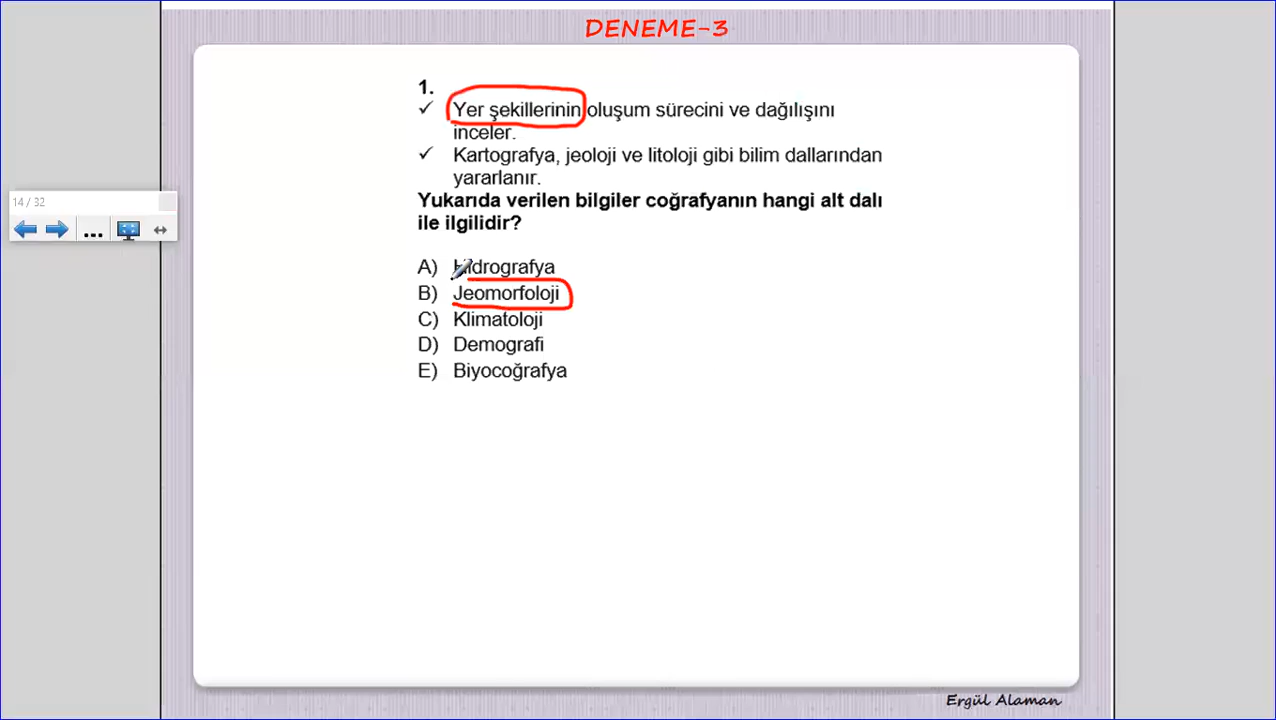 DENEME-3
1.
✓ Yer şekillerinin oluşum sürecini ve dağılışını
inceler.
✓ Kartografya, jeoloji ve litoloji gibi bilim dallarından
yararlanır.
Yukarıda verilen bilgiler coğrafyanın hangi alt dalı
ile ilgilidir?
14 / 32
...
A) Hidrografya
B) Jeomorfoloji
C) Klimatoloji
D) Demografi
E) Biyocoğrafya
Ergül Alaman